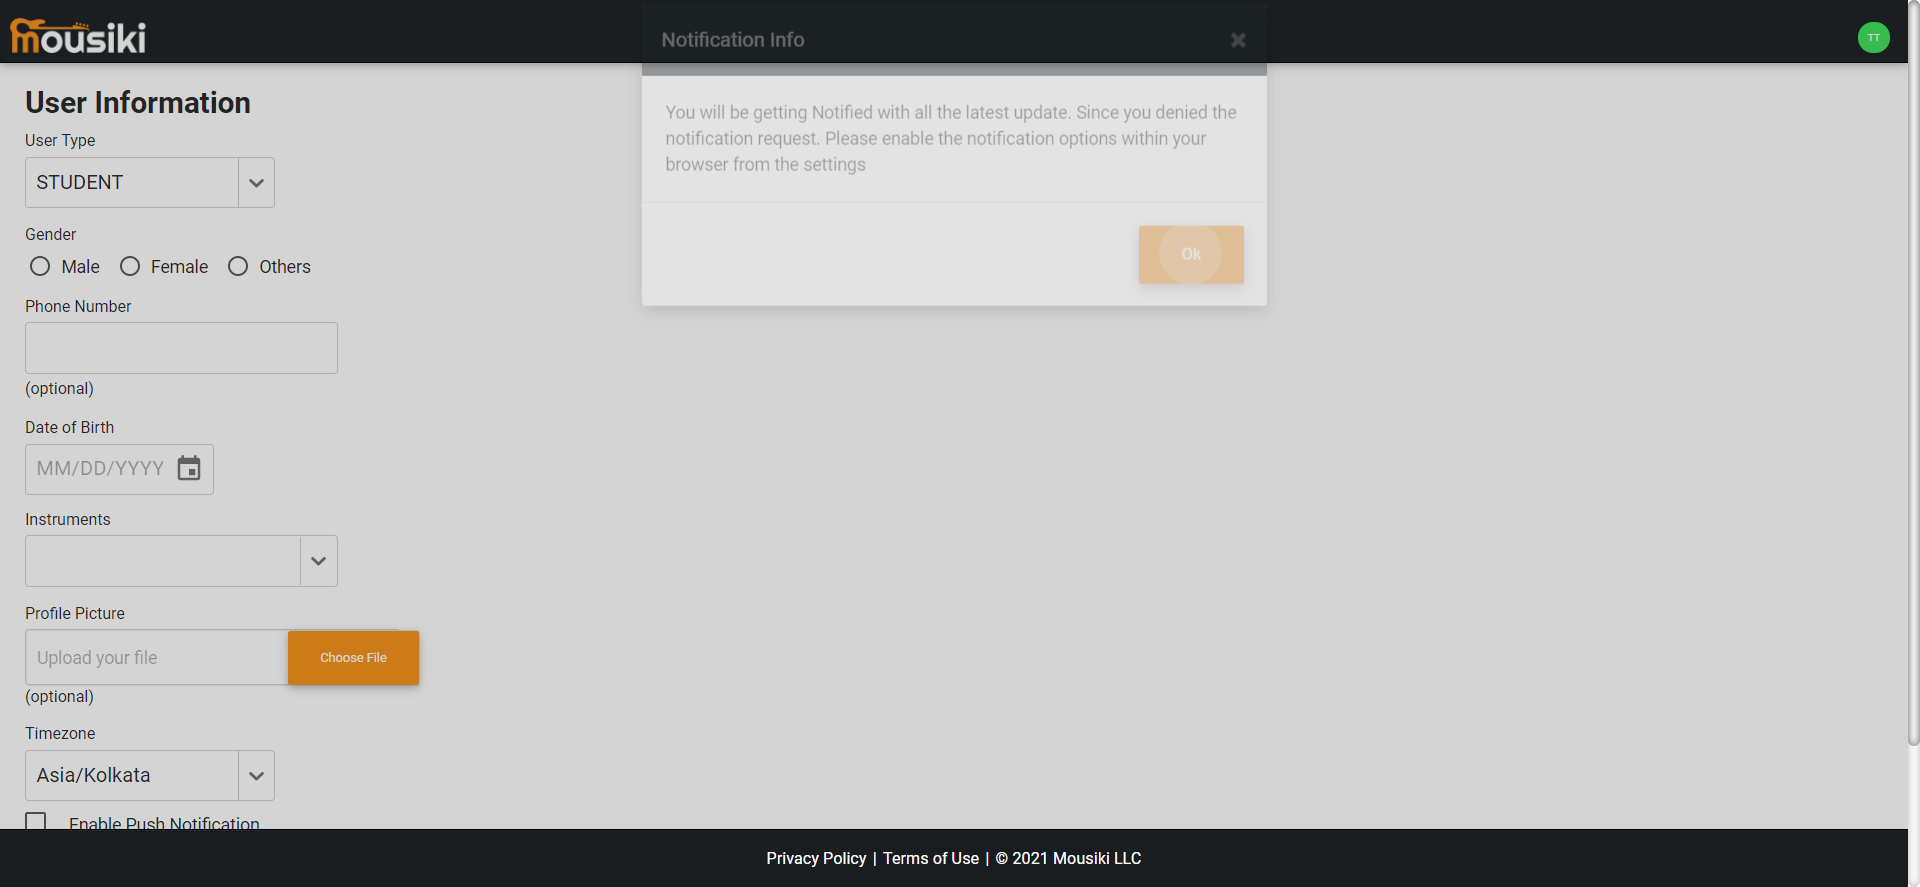 mousiki
Notification Info
TT
User Information
You will be getting Notified with all the latest update. Since you denied the
notification request. Please enable the notification options within your
browser from the settings
Ok
User Type
STUDENT
Gender
Male Female Others
Phone Number
(optional)
Date of Birth
MM/DD/YYYY
Instruments
Profile Picture
Upload your file Choose File
(optional)
Timezone
Asia/Kolkata
Enable Push Notification
Privacy Policy | Terms of Use | © 2021 Mousiki LLC